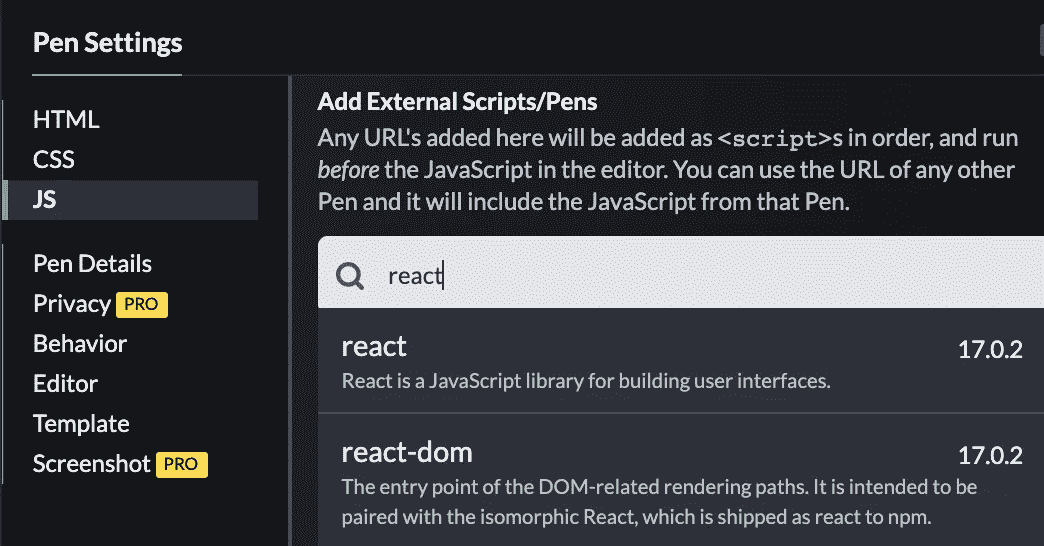 Pen Settings
HTML
CSS
JS
Pen Details
Privacy PRO
Behavior
Editor
Template
Screenshot PRO
Add External Scripts/Pens
Any URL's added here will be added as <script>s in order, and run
before the JavaScript in the editor. You can use the URL of any other
Pen and it will include the JavaScript from that Pen.
react
react 17.0.2
React is a JavaScript library for building user interfaces.
react-dom 17.0.2
The entry point of the DOM-related rendering paths. It is intended to be
paired with the isomorphic React, which is shipped as react to npm.